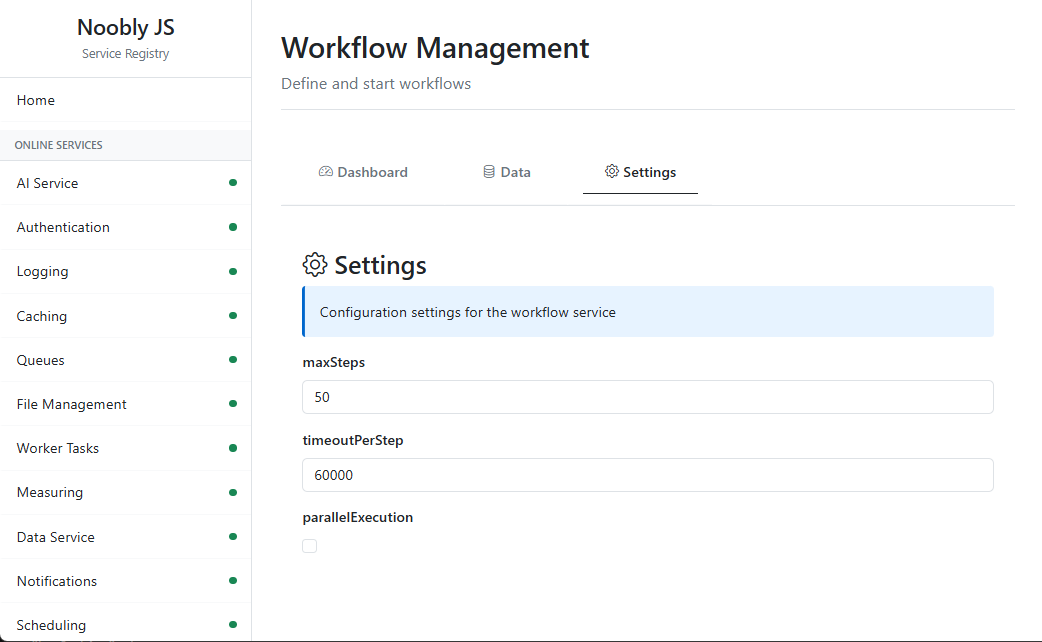 Noobly JS
Service Registry
Home
ONLINE SERVICES
AI Service
Authentication
Logging
Caching
Queues
File Management
Worker Tasks
Measuring
Data Service
Notifications
Scheduling
Workflow Management
Define and start workflows
Dashboard
Data
Settings
Settings
Configuration settings for the workflow service
maxSteps
50
timeoutPerStep
60000
parallelExecution